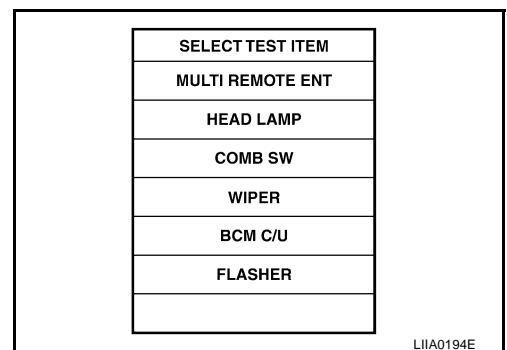 SELECT TEST ITEM
MULTI REMOTE ENT
HEAD LAMP
COMB SW
WIPER
BCM C/U
FLASHER
LIIA0194E